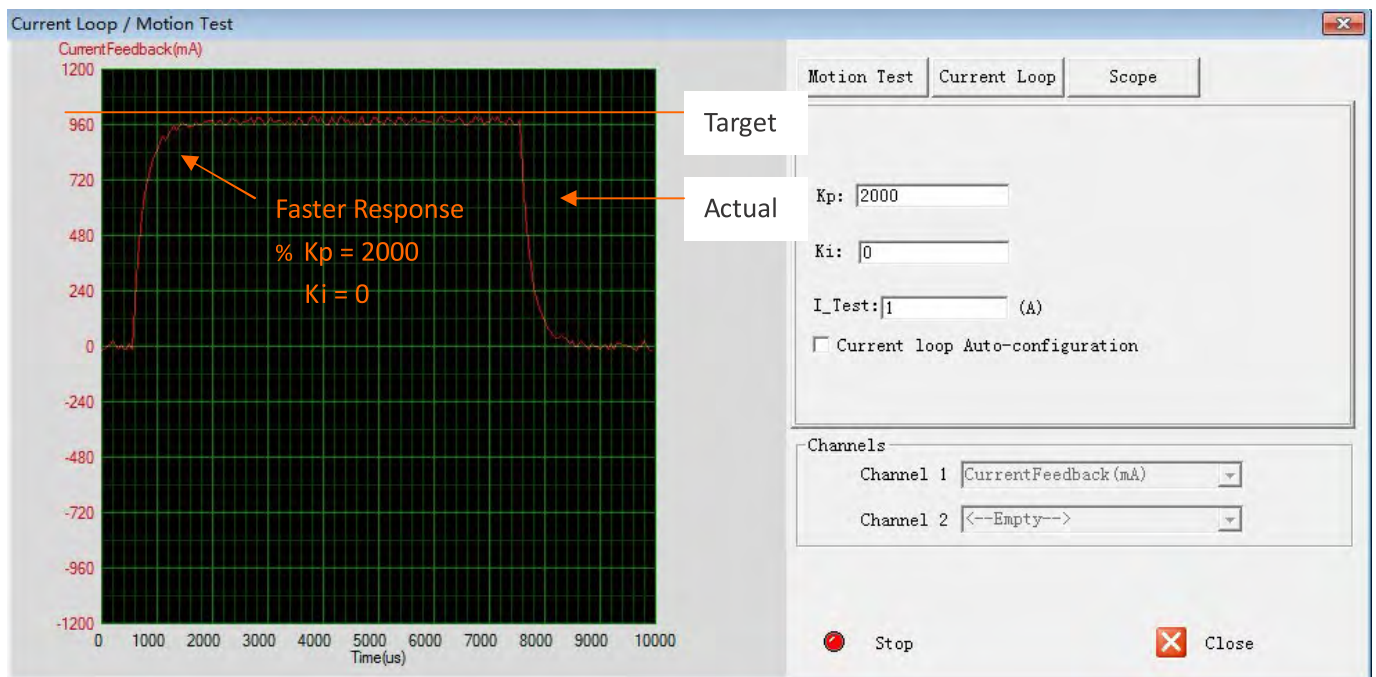 Current Loop / Motion Test
CurrentFeedback(mA)
1200
960
720
480
240
0
-240
-480
-720
-960
-1200
0 1000 2000 3000 4000 5000 6000 7000 8000 9000 10000
Time(us)
Faster Response
% Kp = 2000
Ki = 0
Target
Actual
Motion Test Current Loop Scope
Kp: 2000
Ki: 0
I_Test: 1 (A)
Current loop Auto-configuration
Channels
Channel 1 CurrentFeedback(mA)
Channel 2 <--Empty-->
Stop Close